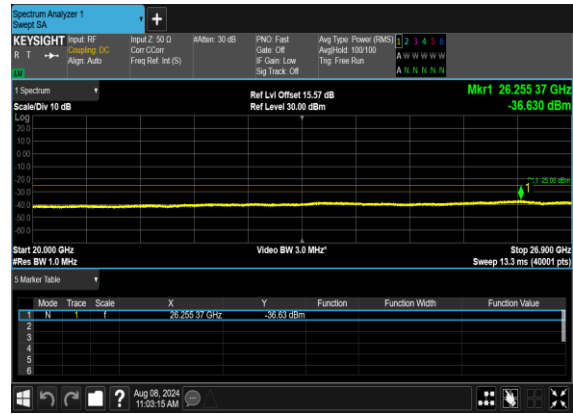 Spectrum Analyzer 1
Swept SA
+
KEYSIGHT Input: RF Input Z: 50 Ω #Atten: 30 dB PNO: Fast Avg Type: Power (RMS) 1 2 3 4 5 6
R T Coupling: DC Corr CCorr Gate: Off Avg|Hold: 100/100 A W W W W W
Align: Auto Freq Ref: Int (S) IF Gain: Low Trig: Free Run
Sig Track: Off A N N N N N
1 Spectrum Ref Lvl Offset 15.57 dB Mkr1 26.255 37 GHz
Scale/Div 10 dB Ref Level 30.00 dBm -36.630 dBm
Log
20.0
10.0
0.00
-10.0
-20.0
-25.00 dBm
1
-30.0
-40.0
-50.0
-60.0
Start 20.000 GHz Video BW 3.0 MHz* Stop 26.900 GHz
#Res BW 1.0 MHz Sweep 13.3 ms (40001 pts)
5 Marker Table
Mode Trace Scale X Y Function Function Width Function Value
1 N 1 f 26.255 37 GHz -36.63 dBm
2
3
4
5
6
? Aug 08, 2024
11:03:15 AM